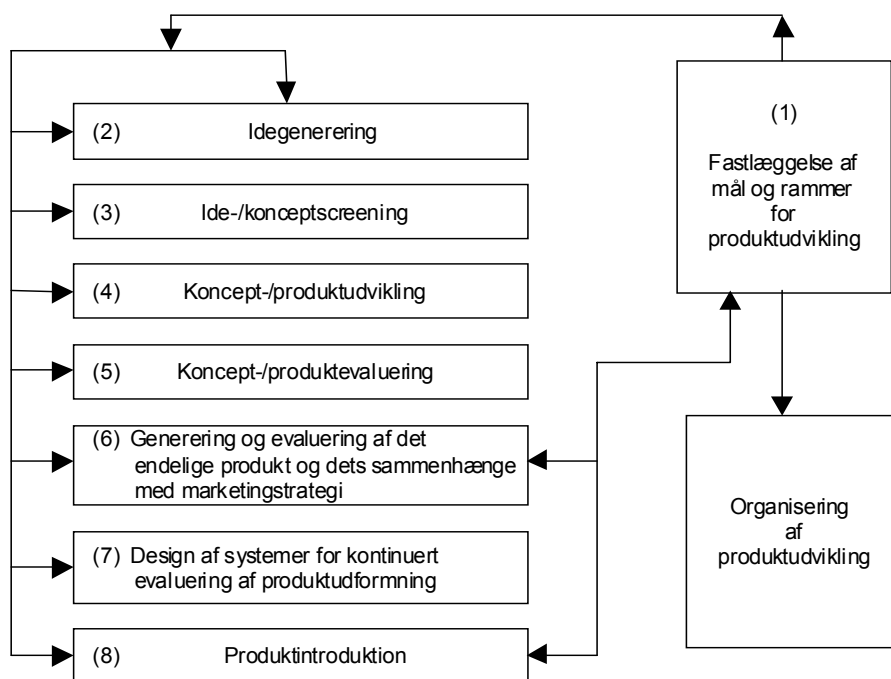 (1)
Fastlæggelse af
mål og rammer
for
produktudvikling
(2) Idegenerering
(3) Ide-/konceptscreening
(4) Koncept-/produktudvikling
(5) Koncept-/produktevaluering
(6) Generering og evaluering af det
endelige produkt og dets sammenhænge
med marketingstrategi
(7) Design af systemer for kontinuert
evaluering af produktudformning
(8) Produktintroduktion
Organisering
af
produktudvikling